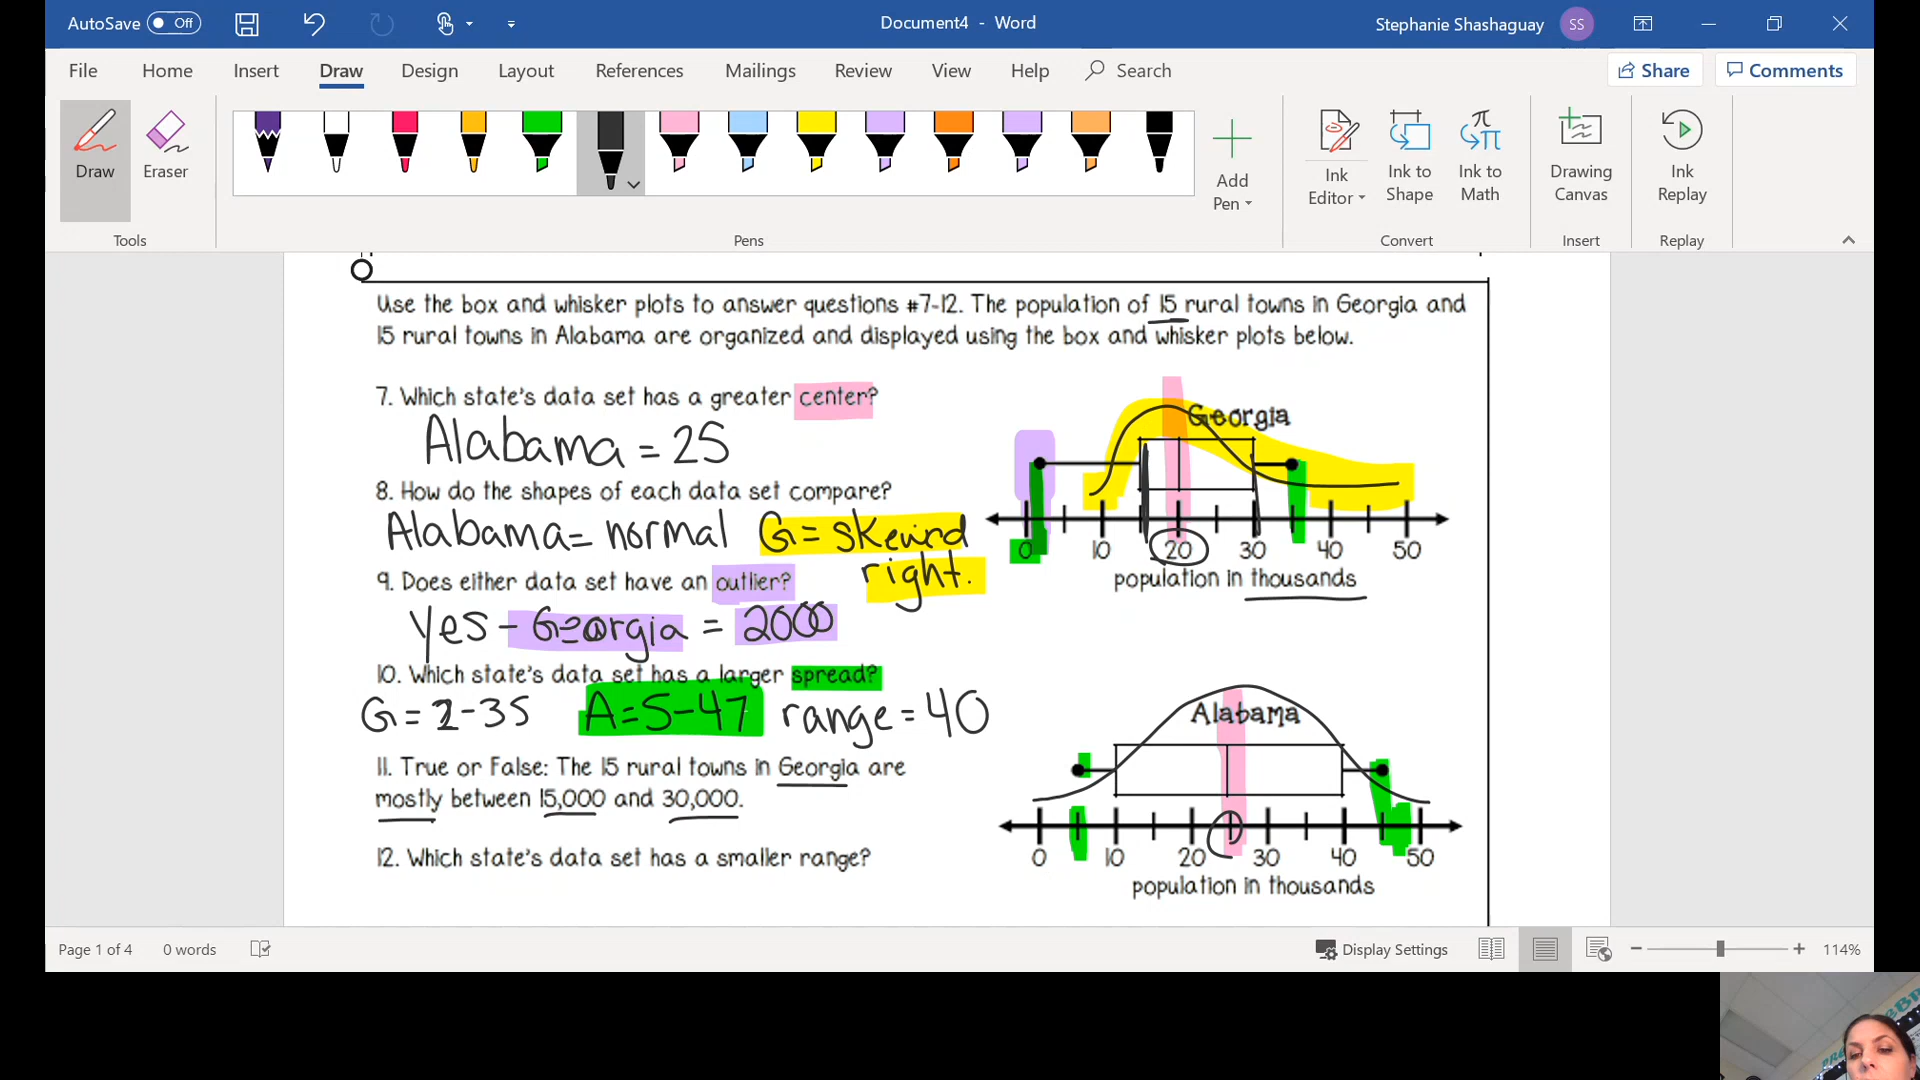 AutoSave Off Document4 - Word Stephanie Shashaguay SS
File Home Insert Draw Design Layout References Mailings Review View Help Search Share Comments
Draw Eraser Add Pen Ink Editor Ink to Shape Ink to Math Drawing Canvas Ink Replay
Tools Pens Convert Insert Replay
Use the box and whisker plots to answer questions #7-12. The population of 15 rural towns in Georgia and
15 rural towns in Alabama are organized and displayed using the box and whisker plots below.
7. Which state's data set has a greater center?
Alabama = 25
8. How do the shapes of each data set compare?
Alabama= normal G= skewrd
right.
9. Does either data set have an outlier?
Yes - Georgia = 2000
10. Which state's data set has a larger spread?
G = 2-35 A=5-47 range = 40
11. True or False: The 15 rural towns in Georgia are
mostly between 15,000 and 30,000.
12. Which state's data set has a smaller range?
Georgia
0 10 20 30 40 50
population in thousands
Alabama
0 10 20 30 40 50
population in thousands
Page 1 of 4 0 words Display Settings 114%